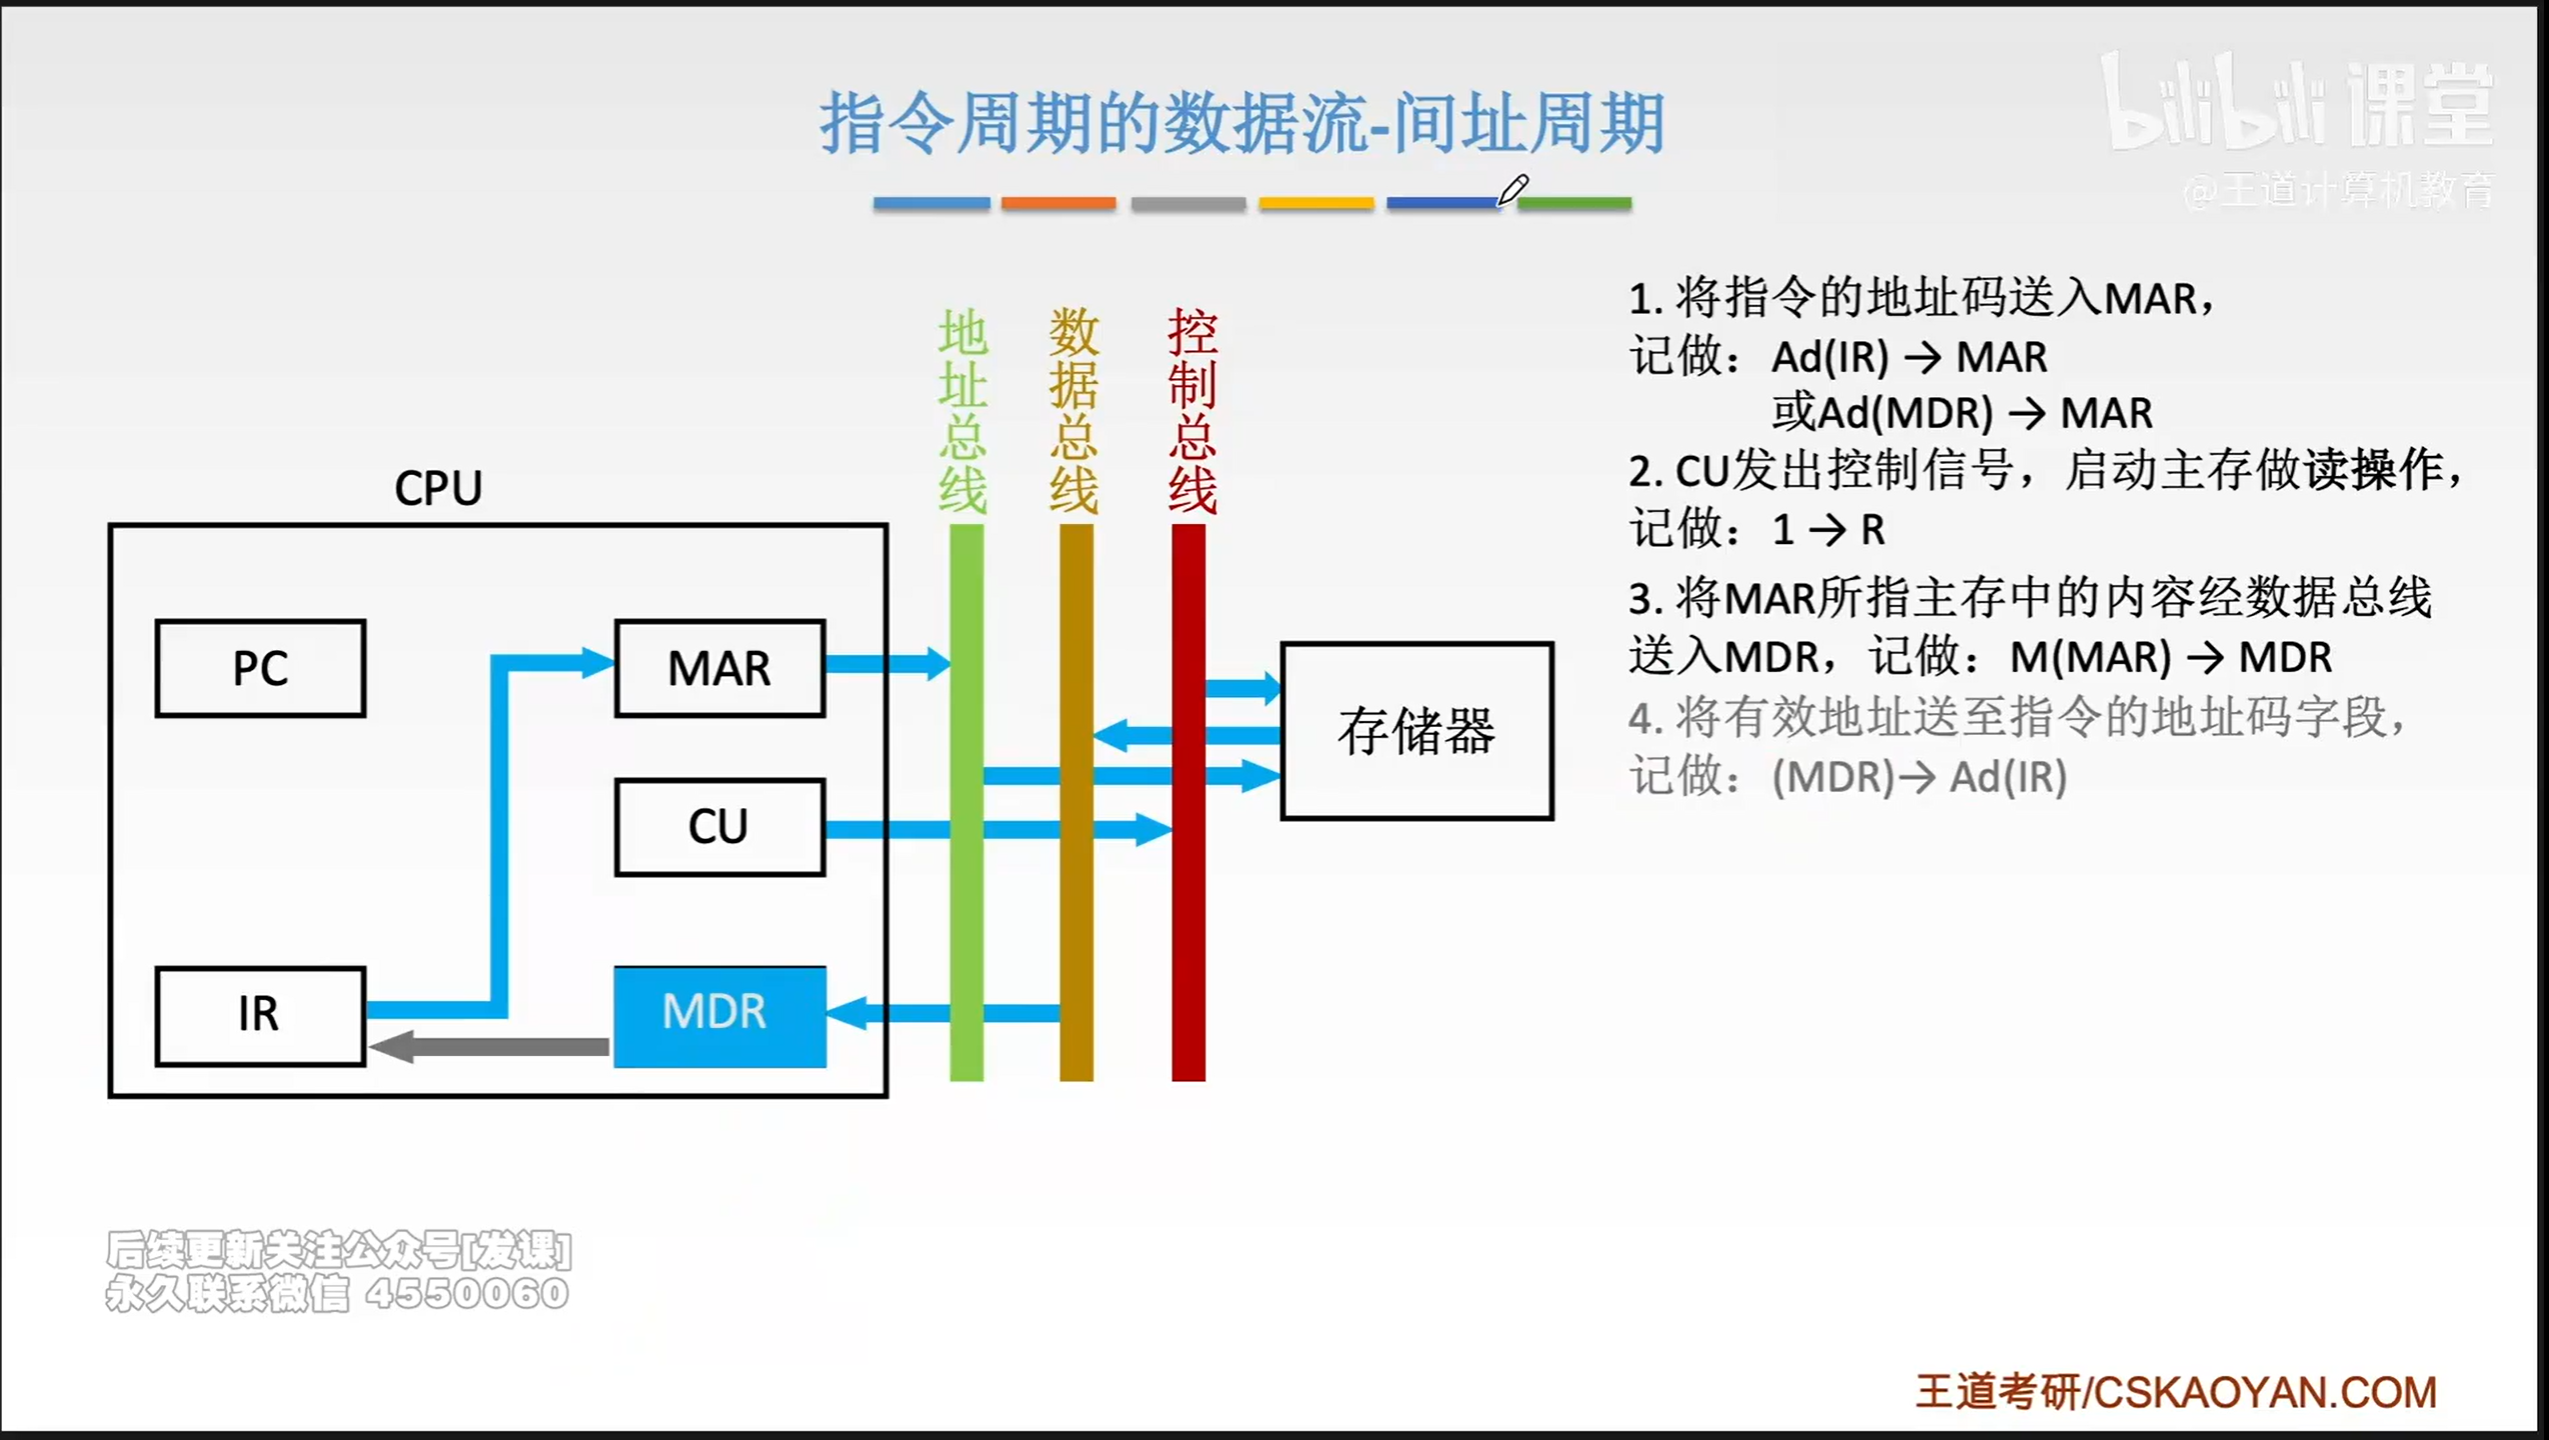 指令周期的数据流-间址周期
bilibili 课堂
@王道计算机教育
1. 将指令的地址码送入MAR，
记做：Ad(IR) → MAR
或Ad(MDR) → MAR
2. CU发出控制信号，启动主存做读操作，
记做：1 → R
3. 将MAR所指主存中的内容经数据总线
送入MDR，记做：M(MAR) → MDR
4. 将有效地址送至指令的地址码字段，
记做：(MDR)→ Ad(IR)
地址总线
数据总线
控制总线
CPU
PC
MAR
CU
IR
MDR
存储器
后续更新关注公众号[发课]
永久联系微信 4550060
王道考研/CSKAOYAN.COM